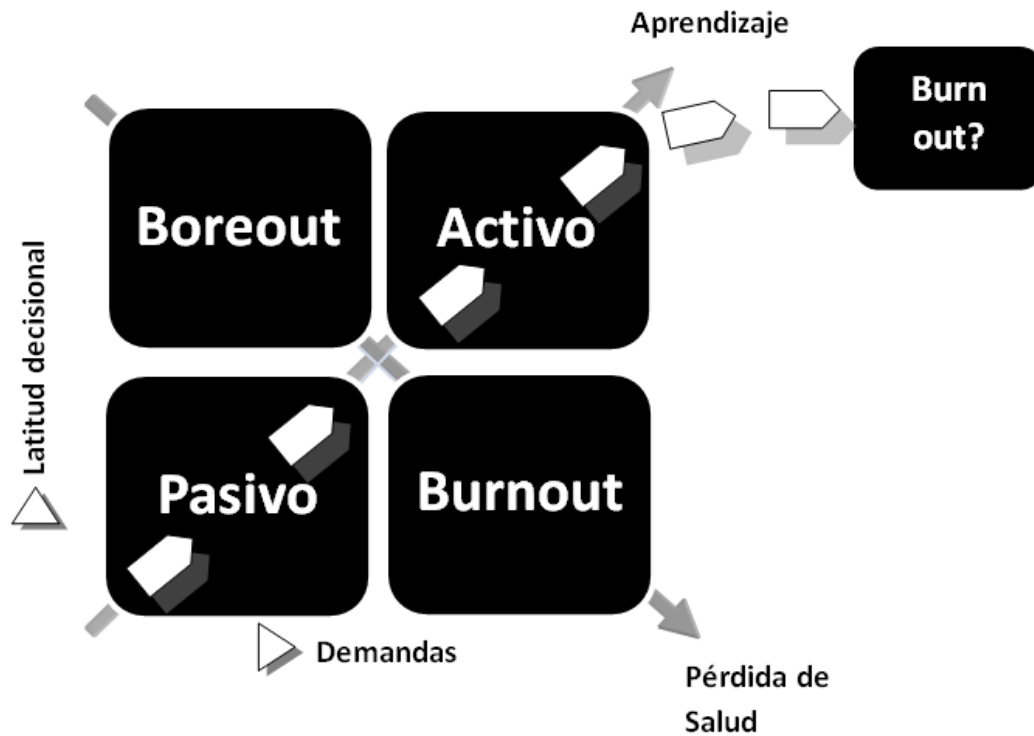 Aprendizaje
Burn
out?
Boreout
Activo
Latitud decisional
Pasivo
Burnout
Demandas
Pérdida de
Salud